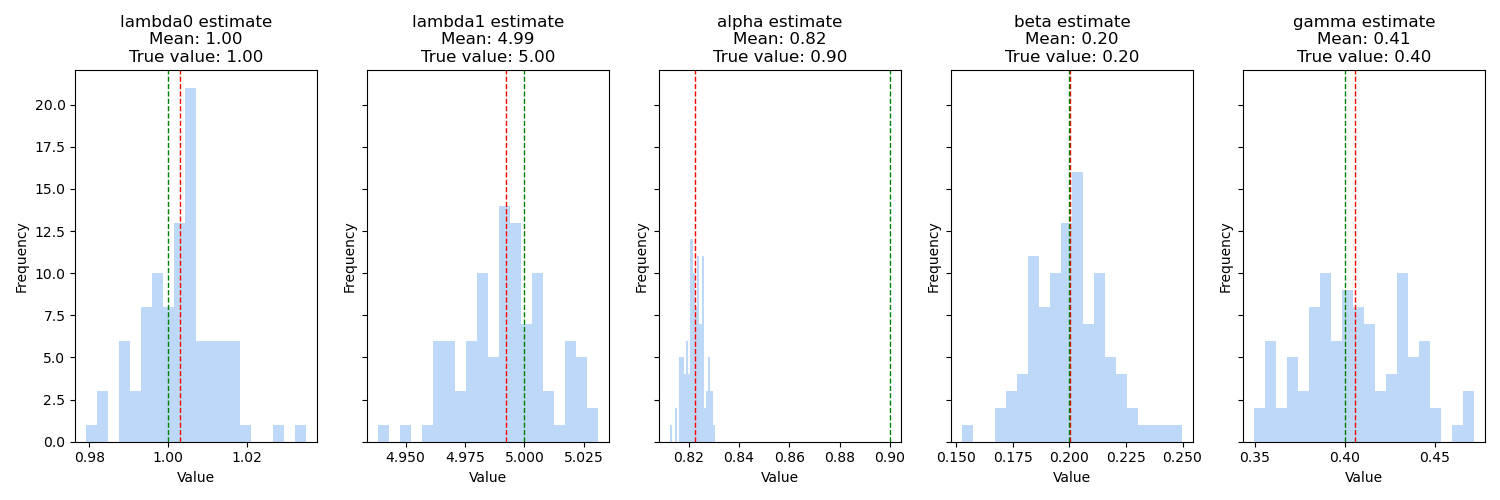 lambda0 estimate
Mean: 1.00
True value: 1.00
lambda1 estimate
Mean: 4.99
True value: 5.00
alpha estimate
Mean: 0.82
True value: 0.90
beta estimate
Mean: 0.20
True value: 0.20
gamma estimate
Mean: 0.41
True value: 0.40
20.0
17.5
15.0
12.5
10.0
7.5
5.0
2.5
0.0
Frequency
Frequency
Frequency
Frequency
Frequency
0.98 1.00 1.02
4.950 4.975 5.000 5.025
0.82 0.84 0.86 0.88 0.90
0.150 0.175 0.200 0.225 0.250
0.35 0.40 0.45
Value
Value
Value
Value
Value